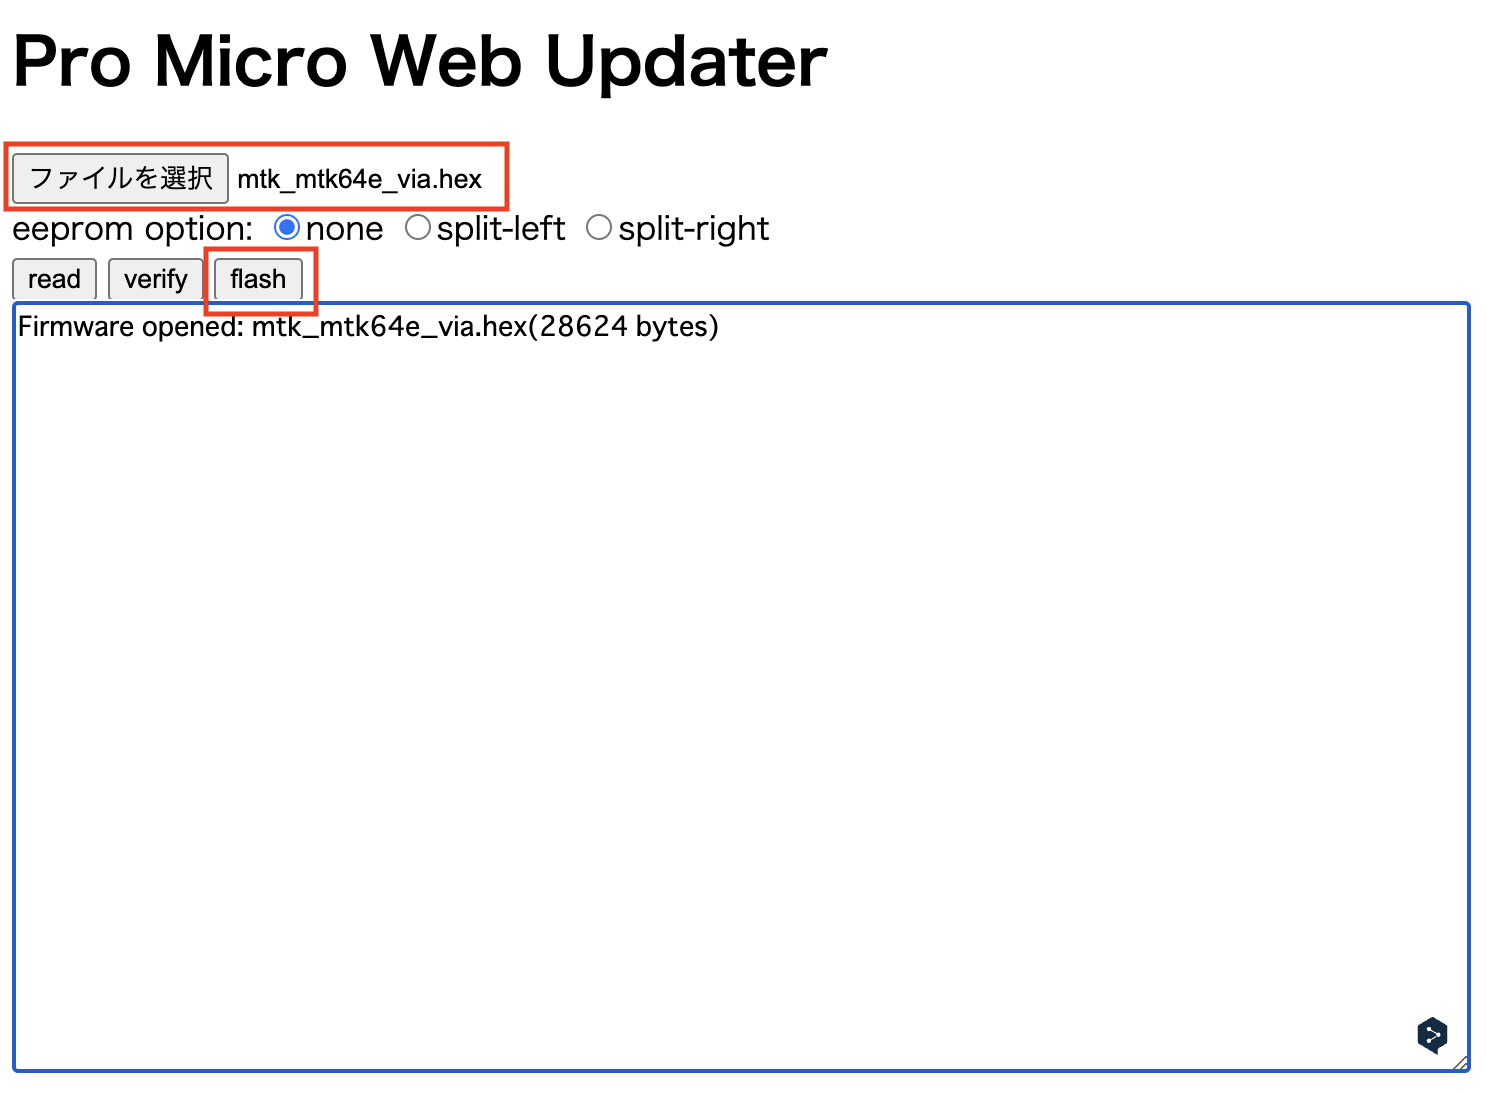 Pro Micro Web Updater
ファイルを選択 mtk_mtk64e_via.hex
eeprom option: none split-left split-right
read verify flash
Firmware opened: mtk_mtk64e_via.hex(28624 bytes)